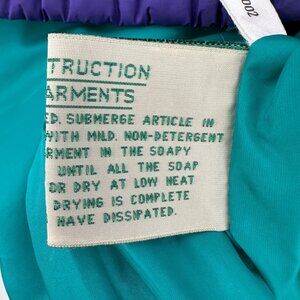 TRUCTION
ARMENTS
ED. SUBMERGE ARTICLE IN
WITH MILD. NON-DETERGENT
RMENT IN THE SOAPY
UNTIL ALL THE SOAP
OR DRY AT LOW HEAT
DRYING IS COMPLETE
HAVE DISSIPATED.